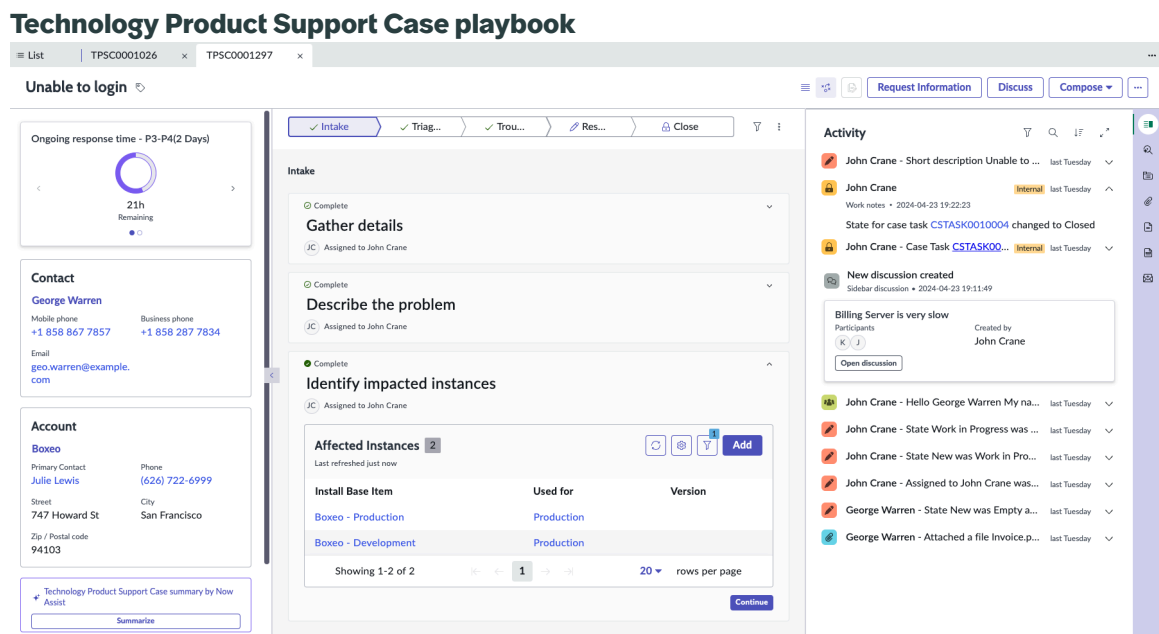 Technology Product Support Case playbook
List
TPSC0001026 ×
TPSC0001297 ×
Unable to login
Request Information
Discuss
Compose
Ongoing response time - P3-P4(2 Days)
21h
Remaining
Contact
George Warren
Mobile phone Business phone
+1 858 867 7857 +1 858 287 7834
Email
geo.warren@example.
com
Account
Boxeo
Primary Contact Phone
Julie Lewis (626) 722-6999
Street City
747 Howard St San Francisco
Zip / Postal code
94103
Technology Product Support Case summary by Now
Assist
Summarize
Intake Triag... Trou... Res... Close
Intake
Complete
Gather details
JC Assigned to John Crane
Complete
Describe the problem
JC Assigned to John Crane
Complete
Identify impacted instances
JC Assigned to John Crane
Affected Instances 2
1
Add
Last refreshed just now
Install Base Item Used for Version
Boxeo - Production Production
Boxeo - Development Production
Showing 1-2 of 2 1 20 rows per page
Continue
Activity
John Crane - Short description Unable to ... last Tuesday
John Crane Internal last Tuesday
Work notes • 2024-04-23 19:22:23
State for case task CSTASK0010004 changed to Closed
John Crane - Case Task CSTASK00... Internal last Tuesday
New discussion created
Sidebar discussion • 2024-04-23 19:11:49
Billing Server is very slow
Participants Created by
K J John Crane
Open discussion
John Crane - Hello George Warren My na... last Tuesday
John Crane - State Work in Progress was ... last Tuesday
John Crane - State New was Work in Pro... last Tuesday
John Crane - Assigned to John Crane was... last Tuesday
George Warren - State New was Empty a... last Tuesday
George Warren - Attached a file Invoice.p... last Tuesday